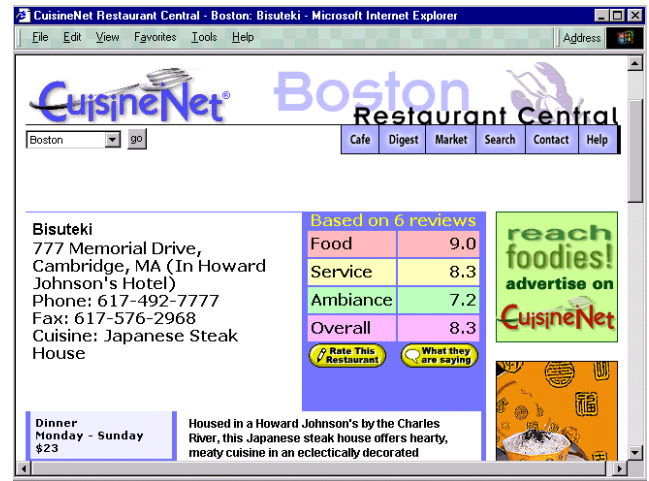 CuisineNet Restaurant Central - Boston: Bisuteki - Microsoft Internet Explorer
File Edit View Favorites Tools Help Address
CuisineNet®
Boston
Restaurant Central
Boston go
Cafe Digest Market Search Contact Help
Bisuteki
777 Memorial Drive,
Cambridge, MA (In Howard
Johnson's Hotel)
Phone: 617-492-
7777
Fax: 617-576-2968
Cuisine: Japanese Steak
House
Based on 6 reviews
Food 9.0
Service 8.3
Ambiance 7.2
Overall 8.3
Rate This
Restaurant
What they
are saying
reach
foodies!
advertise on
CuisineNet
福
Dinner
Monday - Sunday
$23
Housed in a Howard Johnson's by the Charles
River, this Japanese steak house offers hearty,
meaty cuisine in an eclectically decorated